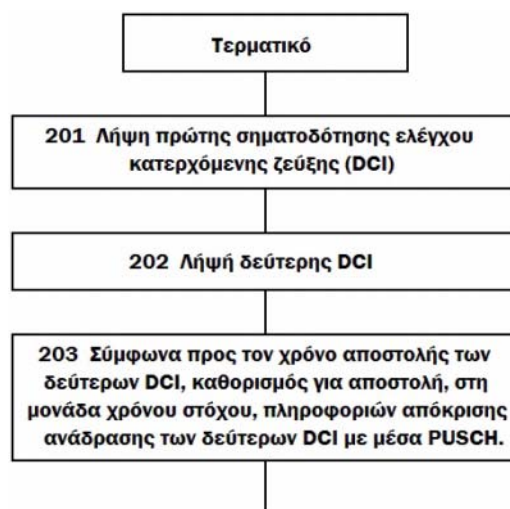 Τερματικό
201 Λήψη πρώτης σηματοδότησης ελέγχου
κατερχόμενης ζεύξης (DCI)
202 Λήψή δεύτερης DCI
203 Σύμφωνα προς τον χρόνο αποστολής των
δεύτερων DCI, καθορισμός για αποστολή, στη
μονάδα χρόνου στόχου, πληροφοριών απόκρισης
ανάδρασης των δεύτερων DCI με μέσα PUSCH.